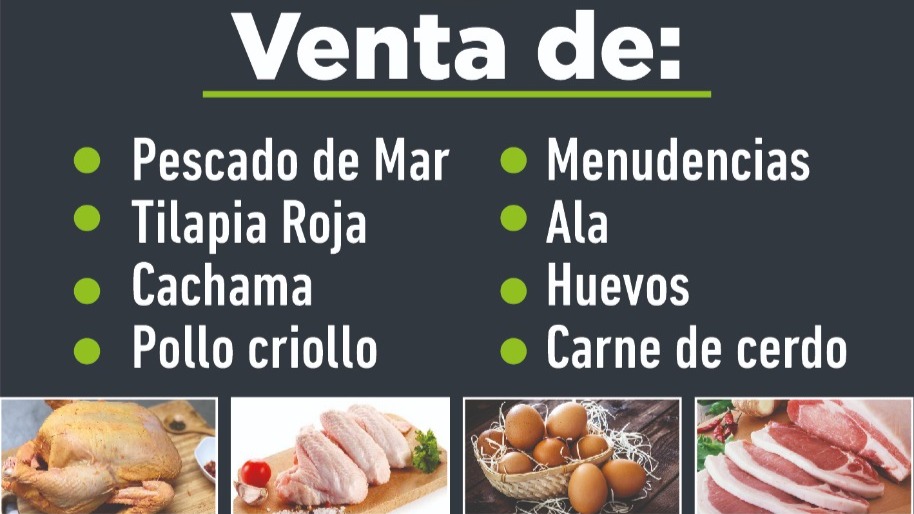 Venta de:
Pescado de Mar
Tilapia Roja
Cachama
Pollo criollo
Menudencias
Ala
Huevos
Carne de cerdo